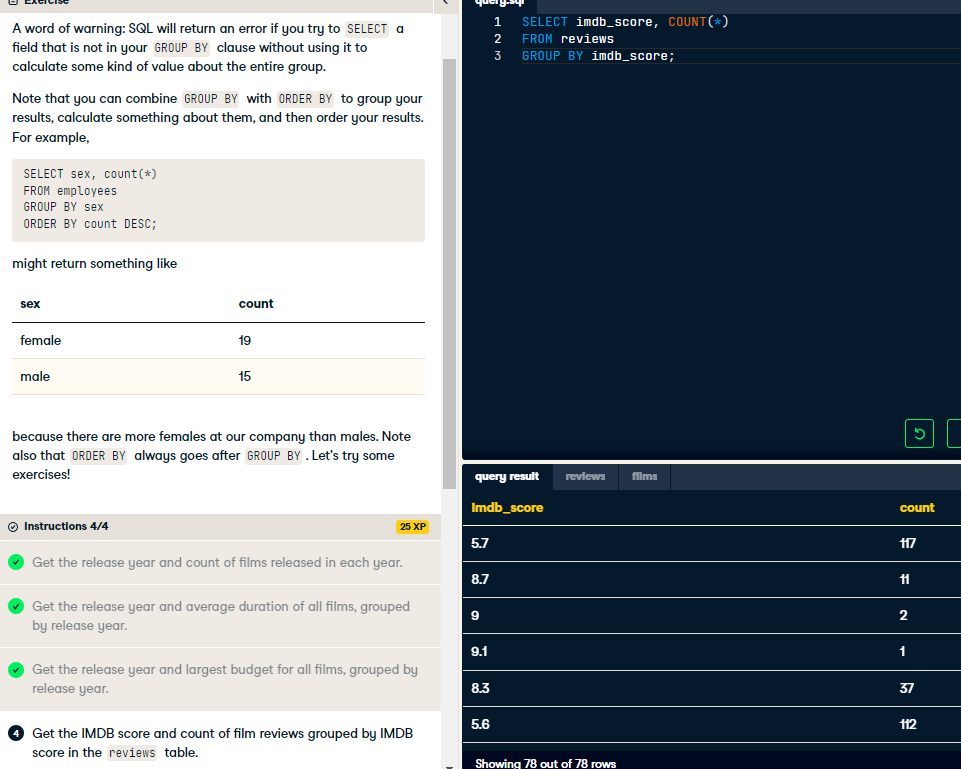 Exercise
A word of warning: SQL will return an error if you try to SELECT a
field that is not in your GROUP BY clause without using it to
calculate some kind of value about the entire group.
Note that you can combine GROUP BY with ORDER BY to group your
results, calculate something about them, and then order your results.
For example,
SELECT sex, count(*)
FROM employees
GROUP BY sex
ORDER BY count DESC;
might return something like
sex count
female 19
male 15
because there are more females at our company than males. Note
also that ORDER BY always goes after GROUP BY. Let's try some
exercises!
Instructions 4/4 25 XP
Get the release year and count of films released in each year.
Get the release year and average duration of all films, grouped
by release year.
Get the release year and largest budget for all films, grouped by
release year.
4 Get the IMDB score and count of film reviews grouped by IMDB
score in the reviews table.
query.sql
1 SELECT imdb_score, COUNT(*)
2 FROM reviews
3 GROUP BY imdb_score;
query result reviews films
imdb_score count
5.7 117
8.7 11
9 2
9.1 1
8.3 37
5.6 112
Showing 78 out of 78 rows